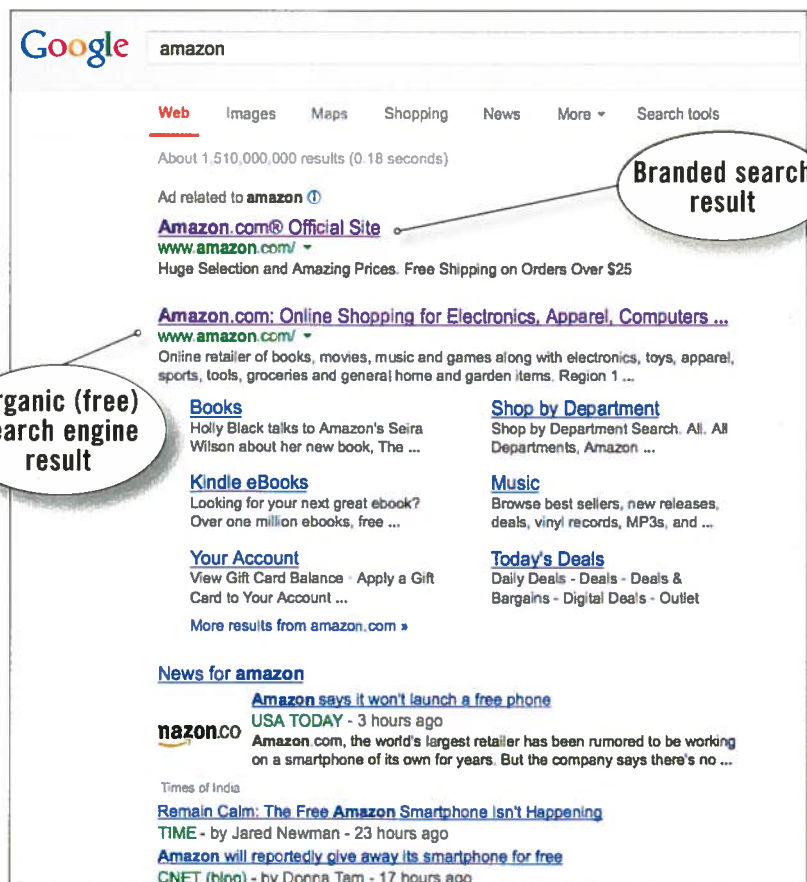 Google amazon
Web Images Maps Shopping News More Search tools
About 1,510,000,000 results (0.18 seconds)
Branded search
result
Ad related to amazon
Amazon.com® Official Site
www.amazon.com/
Huge Selection and Amazing Prices. Free Shipping on Orders Over $25
Amazon.com: Online Shopping for Electronics, Apparel, Computers ...
www.amazon.com/
Online retailer of books, movies, music and games along with electronics, toys, apparel,
sports, tools, groceries and general home and garden items. Region 1 ...
rganic (free)
earch engine
result
Books
Holly Black talks to Amazon's Seira
Wilson about her new book, The ...
Shop by Department
Shop by Department Search. All. All
Departments, Amazon ...
Kindle eBooks
Looking for your next great ebook?
Over one million ebooks, free ...
Music
Browse best sellers, new releases,
deals, vinyl records, MP3s, and ...
Your Account
View Gift Card Balance - Apply a Gift
Card to Your Account ...
Today's Deals
Daily Deals - Deals - Deals &
Bargains - Digital Deals - Outlet
More results from amazon.com »
News for amazon
Amazon says it won't launch a free phone
USA TODAY - 3 hours ago
nazon.co
Amazon.com, the world's largest retailer has been rumored to be working
on a smartphone of its own for years. But the company says there's no ...
Times of India
Remain Calm: The Free Amazon Smartphone Isn't Happening
TIME - by Jared Newman - 23 hours ago
Amazon will reportedly give away its smartphone for free
CNET (blog) - by Donna Tam - 17 hours ago